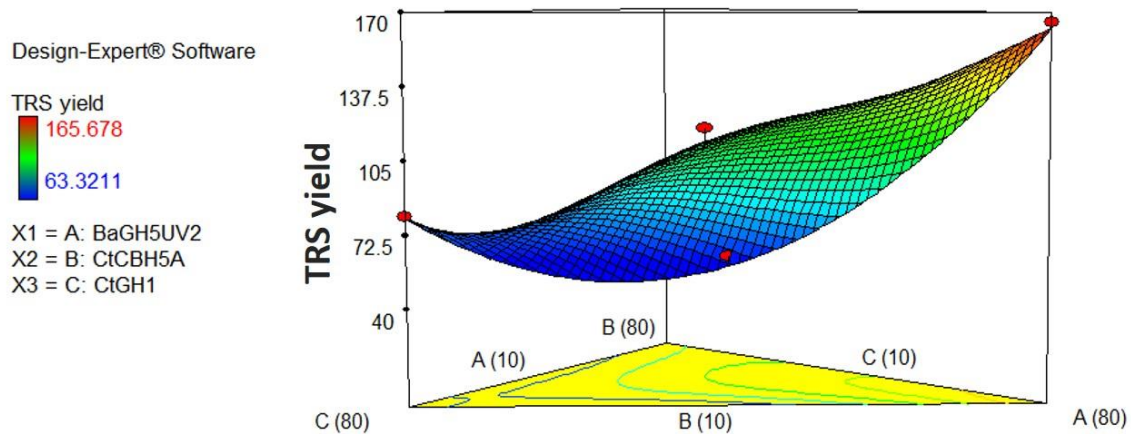 Design-Expert® Software
TRS yield
165.678
63.3211
X1 = A: BaGH5UV2
X2 = B: CtCBH5A
X3 = C: CtGH1
TRS yield
170
137.5
105
72.5
40
B (80)
A (10)
C (10)
C (80)
B (10)
A (80)